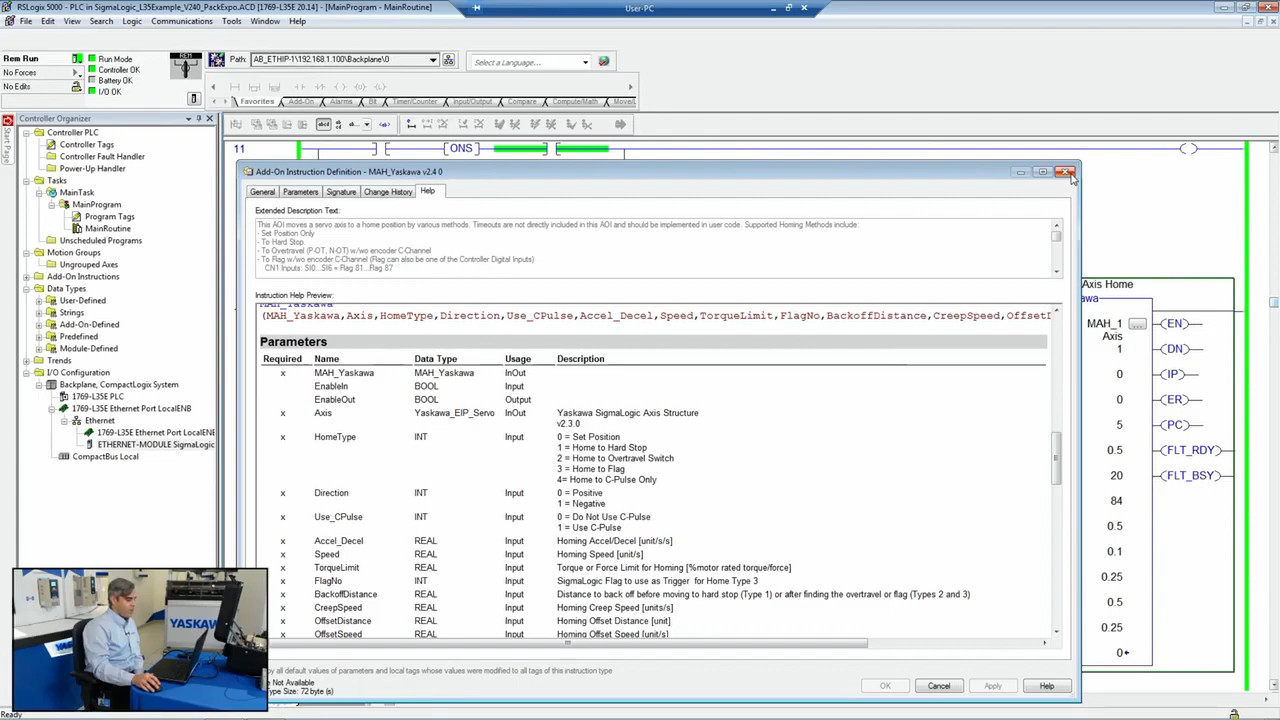 RSLogix 5000 - PLC in SigmaLogic_L35Example_V240_PackExpo.ACD [1769-L35E 20.14] - [MainProgram - MainRoutine]
User-PC
File Edit View Search Logic Communications Tools Window Help
Rem Run
No Forces
No Edits
Run Mode
Controller OK
Battery OK
I/O OK
REM
Path: AB_ETHIP-1\192.168.1.100\Backplane\0
Select a Language...
Favorites Add-On Alarms Bit Timer/Counter Input/Output Compare Compute/Math Move/
Start Page
Controller Organizer
Controller PLC
Controller Tags
Controller Fault Handler
Power-Up Handler
Tasks
MainTask
MainProgram
Program Tags
MainRoutine
Unscheduled Programs
Motion Groups
Ungrouped Axes
Add-On Instructions
Data Types
User-Defined
Strings
Add-On-Defined
Predefined
Module-Defined
Trends
I/O Configuration
Backplane, CompactLogix System
1769-L35E PLC
1769-L35E Ethernet Port LocalENB
Ethernet
1769-L35E Ethernet Port LocalENB
ETHERNET-MODULE SigmaLogic
CompactBus Local
11
ONS
Add-On Instruction Definition - MAH_Yaskawa v2.4 0
General Parameters Signature Change History Help
Extended Description Text:
This AOI moves a servo axis to a home position by various methods. Timeouts are not directly included in this AOI and should be implemented in user code. Supported Homing Methods include:
- Set Position Only
- To Hard Stop.
- To Overtravel (P-OT, N-OT) w/wo encoder C-Channel
- To Flag w/wo encoder C-Channel (Flag can also be one of the Controller Digital Inputs)
CN1 Inputs: SI0...SI6 = Flag 81...Flag 87
Instruction Help Preview:
MAH_Yaskawa
(MAH_Yaskawa,Axis,HomeType,Direction,Use_CPulse,Accel_Decel,Speed,TorqueLimit,FlagNo,BackoffDistance,CreepSpeed,OffsetD
Parameters
Required Name Data Type Usage Description
x MAH_Yaskawa MAH_Yaskawa InOut
EnableIn BOOL Input
EnableOut BOOL Output
x Axis Yaskawa_EIP_Servo InOut Yaskawa SigmaLogic Axis Structure
v2.3.0
x HomeType INT Input 0 = Set Position
1 = Home to Hard Stop
2 = Home to Overtravel Switch
3 = Home to Flag
4= Home to C-Pulse Only
x Direction INT Input 0 = Positive
1 = Negative
x Use_CPulse INT Input 0 = Do Not Use C-Pulse
1 = Use C-Pulse
x Accel_Decel REAL Input Homing Accel/Decel [unit/s/s]
x Speed REAL Input Homing Speed [unit/s]
x TorqueLimit REAL Input Torque or Force Limit for Homing [%motor rated torque/force]
x FlagNo INT Input SigmaLogic Flag to use as Trigger for Home Type 3
x BackoffDistance REAL Input Distance to back off before moving to hard stop (Type 1) or after finding the overtravel or flag (Types 2 and 3)
x CreepSpeed REAL Input Homing Creep Speed [units/s]
x OffsetDistance REAL Input Homing Offset Distance [unit]
x OffsetSpeed REAL Input Homing Offset Speed [unit/s]
by all default values of parameters and local tags whose values were modified to all tags of this instruction type
e Not Available
Type Size: 72 byte (s)
OK Cancel Apply Help
Axis Home
wa
MAH_1 ... EN
Axis
1 DN
0 IP
0 ER
5 PC
0.5 FLT_RDY
20 FLT_BSY
84
0.5
0.1
0.25
0.5
0.25
0
YASKAWA
YASKAW
Ready